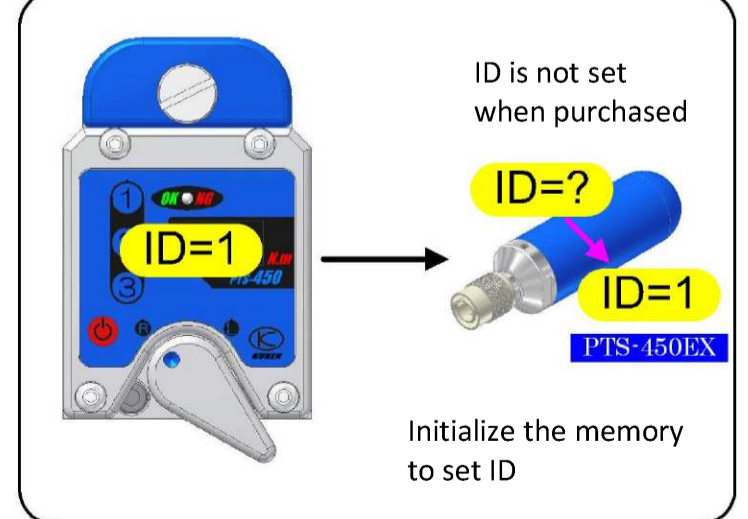 ID is not set
when purchased
ID=?
1
OK NG
ID=1
N.m
PTS-450
3
R
L
ID=1
PTS-450EX
KUKEN
Initialize the memory
to set ID